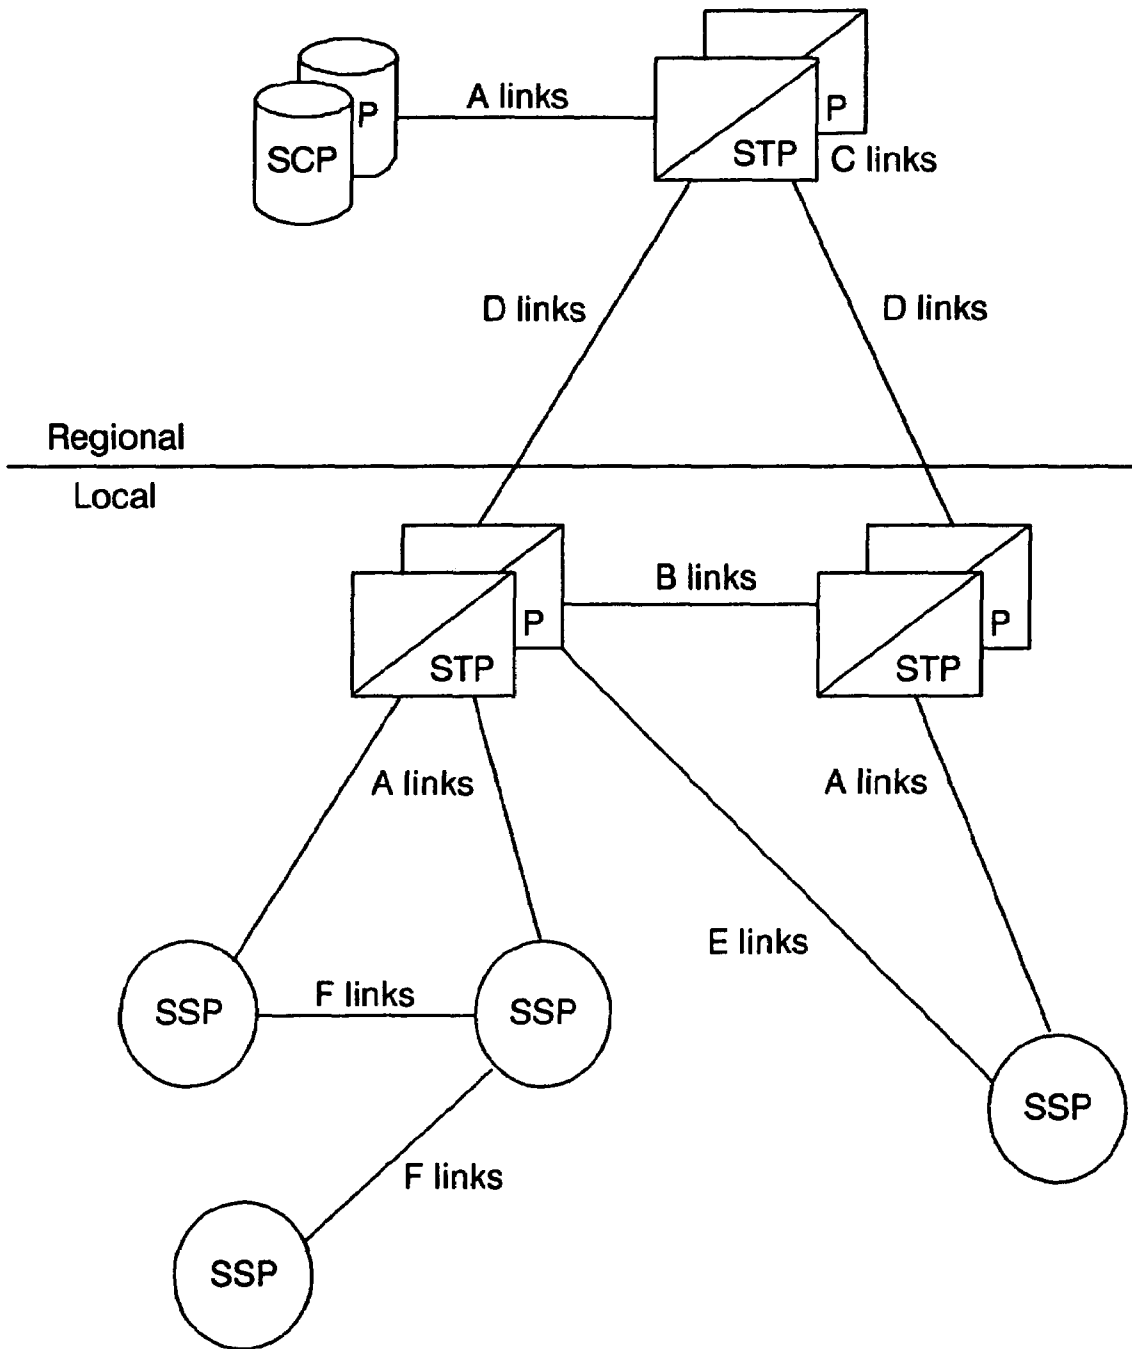 A links
P
P
SCP
STP
C links
D links
D links
Regional
Local
B links
P
P
STP
STP
A links
A links
E links
SSP
F links
SSP
SSP
F links
SSP